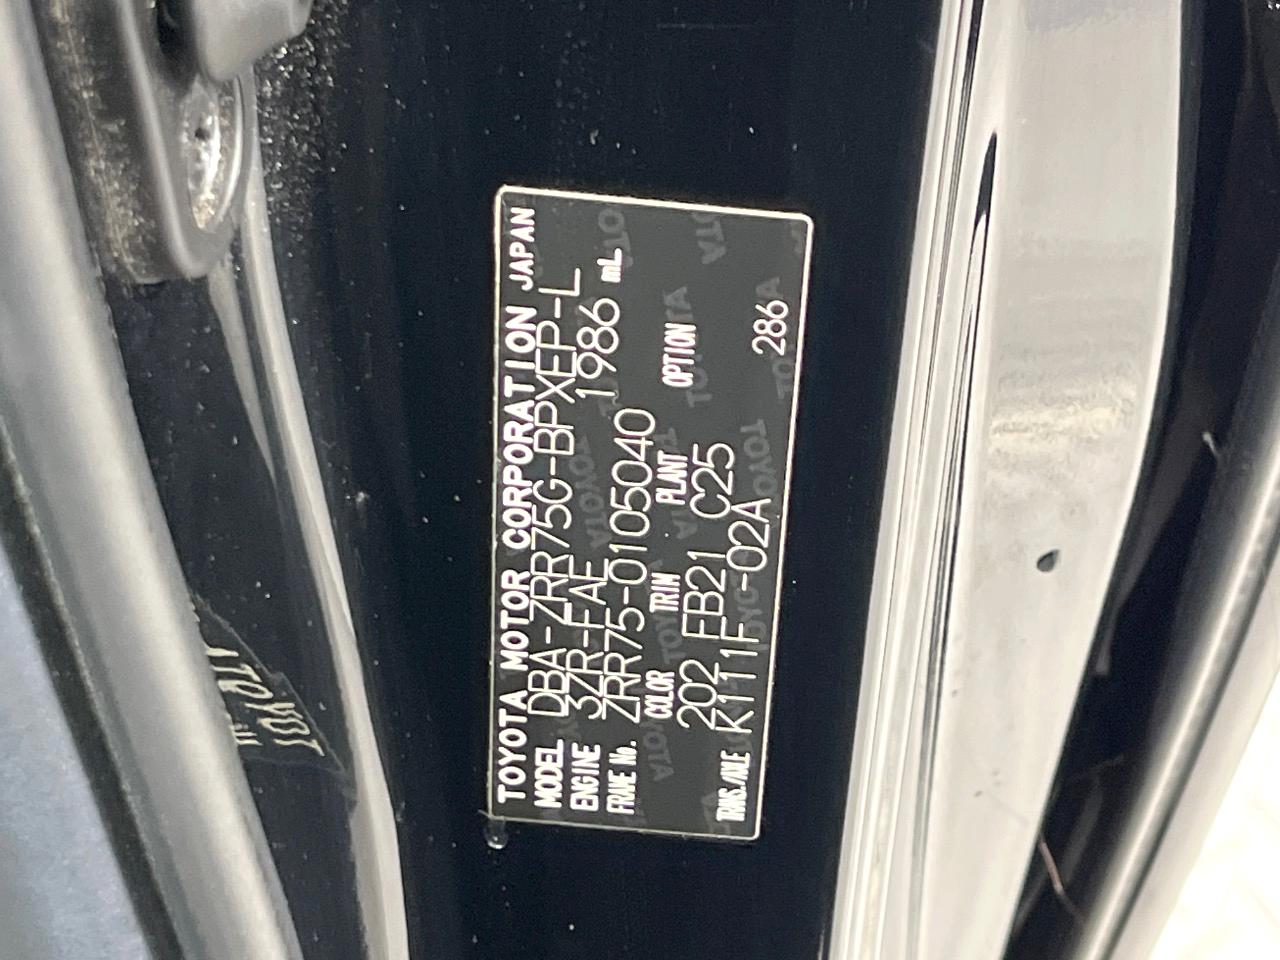 TOYOTA MOTOR CORPORATION JAPAN
MODEL DBA-ZRR75G-BPXEP-L
ENGINE 3ZR-FAE 1986 mL
FRAME No. ZRR75-0105040
COLOR TRIM PLANT OPTION
202 FB21 C25
TRANS./AXLE K111F-02A 286